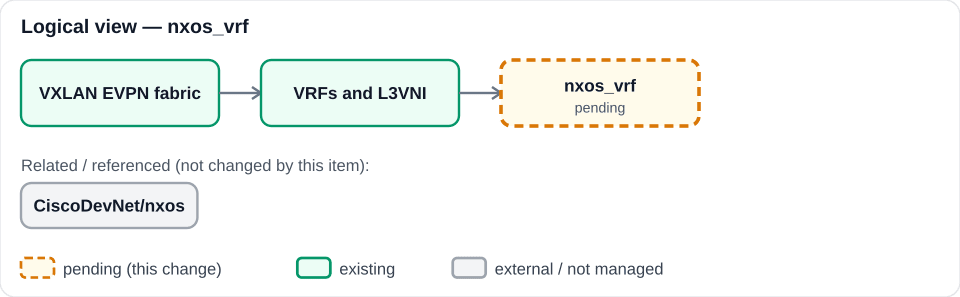 Logical view — nxos_vrf
VXLAN EVPN fabric
VRFs and L3VNI
nxos_vrf
pending
Related / referenced (not changed by this item):
CiscoDevNet/nxos
pending (this change)
existing
external / not managed